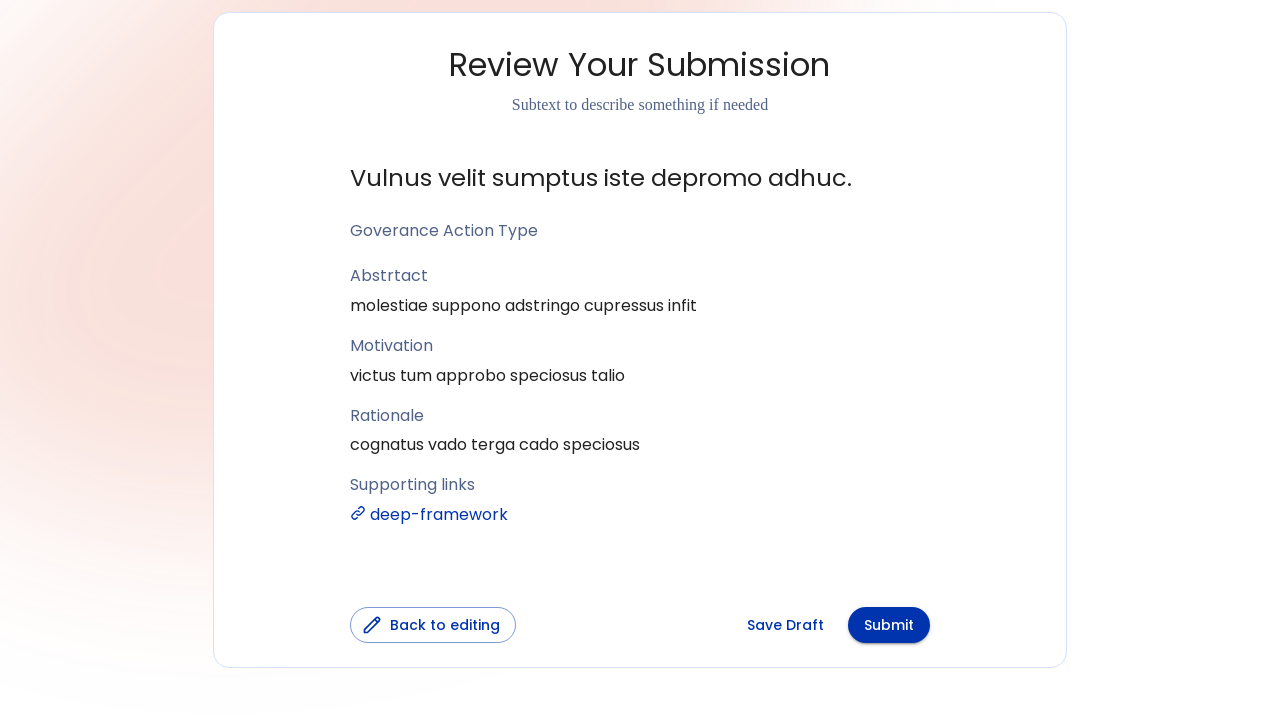 Review Your Submission
Subtext to describe something if needed
Vulnus velit sumptus iste depromo adhuc.
Goverance Action Type
Abstrtact
molestiae suppono adstringo cupressus infit
Motivation
victus tum approbo speciosus talio
Rationale
cognatus vado terga cado speciosus
Supporting links
deep-framework
Back to editing
Save Draft
Submit